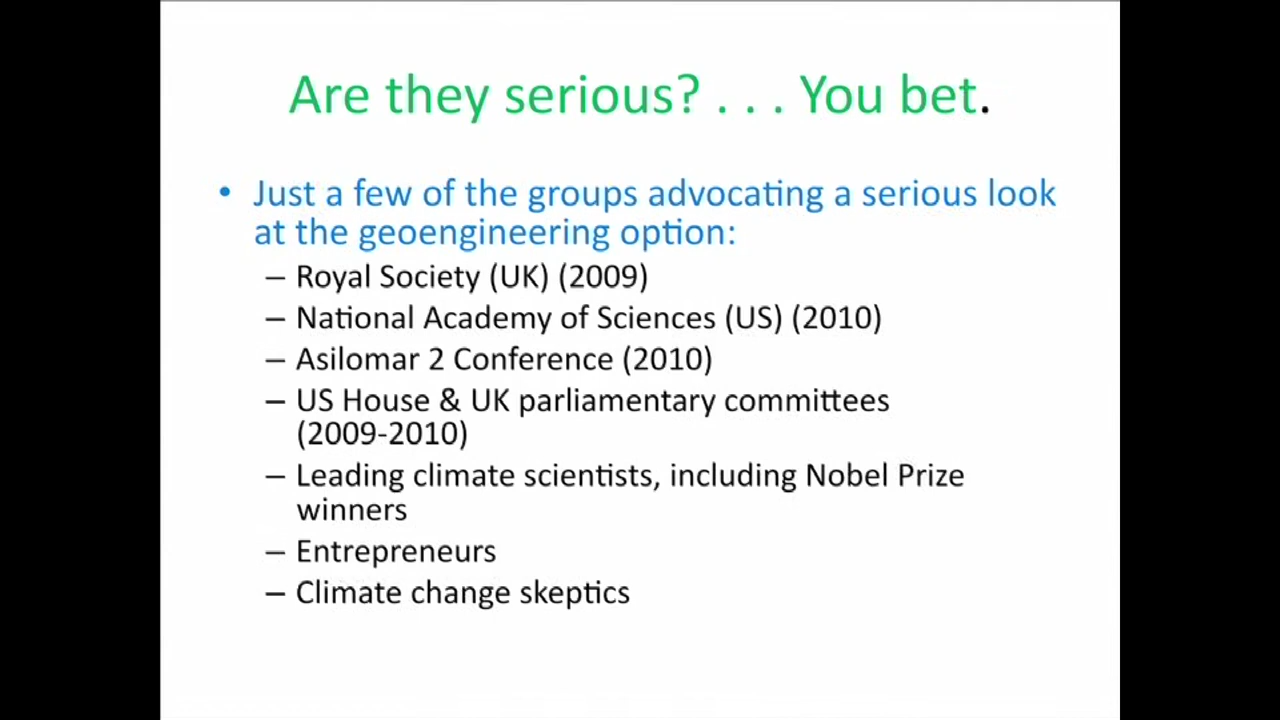 Are they serious? . . . You bet.
• Just a few of the groups advocating a serious look
at the geoengineering option:
– Royal Society (UK) (2009)
– National Academy of Sciences (US) (2010)
– Asilomar 2 Conference (2010)
– US House & UK parliamentary committees
(2009-2010)
– Leading climate scientists, including Nobel Prize
winners
– Entrepreneurs
– Climate change skeptics